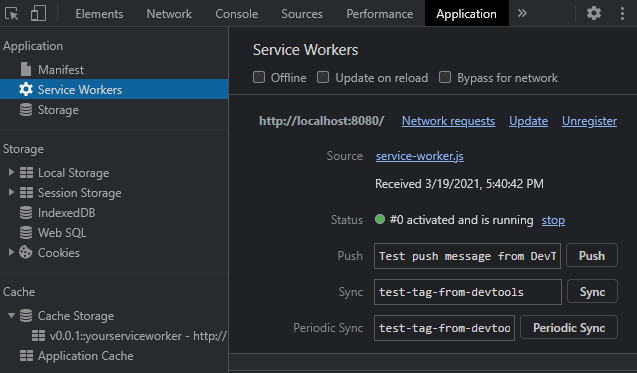 Elements Network Console Sources Performance Application »
Application
Manifest
Service Workers
Storage
Storage
Local Storage
Session Storage
IndexedDB
Web SQL
Cookies
Cache
Cache Storage
v0.0.1::yourserviceworker - http://
Application Cache
Service Workers
Offline Update on reload Bypass for network
http://localhost:8080/ Network requests Update Unregister
Source service-worker.js
Received 3/19/2021, 5:40:42 PM
Status #0 activated and is running stop
Push Test push message from DevT Push
Sync test-tag-from-devtools Sync
Periodic Sync test-tag-from-devtoo Periodic Sync